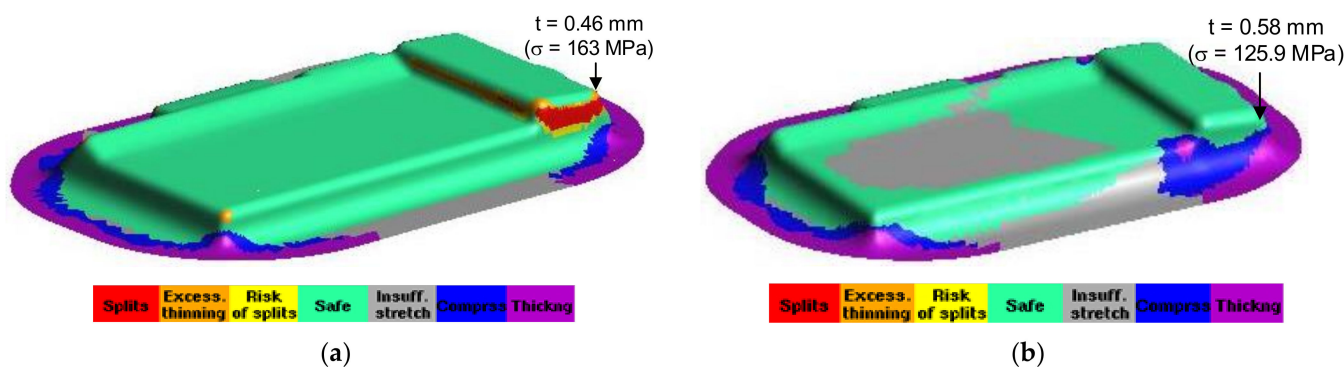 t = 0.46 mm
(σ = 163 MPa)
t = 0.58 mm
(σ = 125.9 MPa)
Splits
Excess.
thinning
Risk
of splits
Safe
Insuff.
stretch
Comprss
Thickng
Splits
Excess.
thinning
Risk
of splits
Safe
Insuff.
stretch
Comprss
Thickng
(a)
(b)